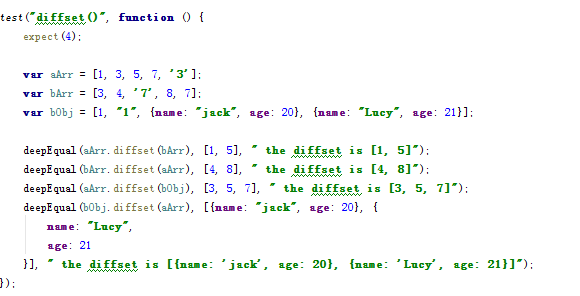 test("diffset()", function () {
expect(4);
var aArr = [1, 3, 5, 7, '3'];
var bArr = [3, 4, '7', 8, 7];
var bObj = [1, "1", {name: "jack", age: 20}, {name: "Lucy", age: 21}];
deepEqual(aArr.diffset(bArr), [1, 5], " the diffset is [1, 5]");
deepEqual(bArr.diffset(aArr), [4, 8], " the diffset is [4, 8]");
deepEqual(aArr.diffset(bObj), [3, 5, 7], " the diffset is [3, 5, 7]");
deepEqual(bObj.diffset(aArr), [{name: "jack", age: 20}, {
name: "Lucy",
age: 21
}], " the diffset is [{name: 'jack', age: 20}, {name: 'Lucy', age: 21}]");
});